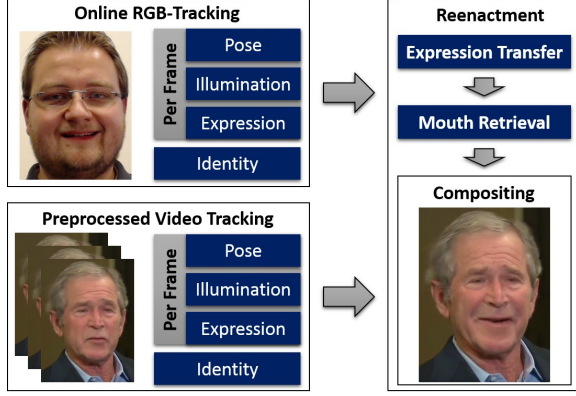 Online RGB-Tracking
Per Frame
Pose
Illumination
Expression
Identity
Preprocessed Video Tracking
Per Frame
Pose
Illumination
Expression
Identity
Reenactment
Expression Transfer
Mouth Retrieval
Compositing